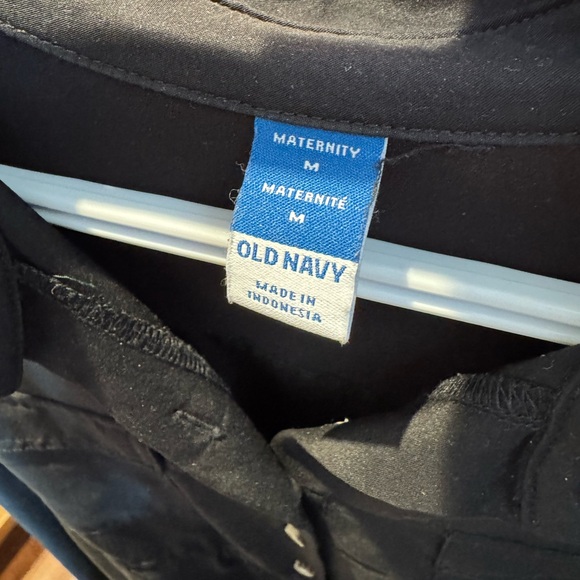 MATERNITY
M
MATERNITÉ
M
OLD NAVY
MADE IN
INDONESIA